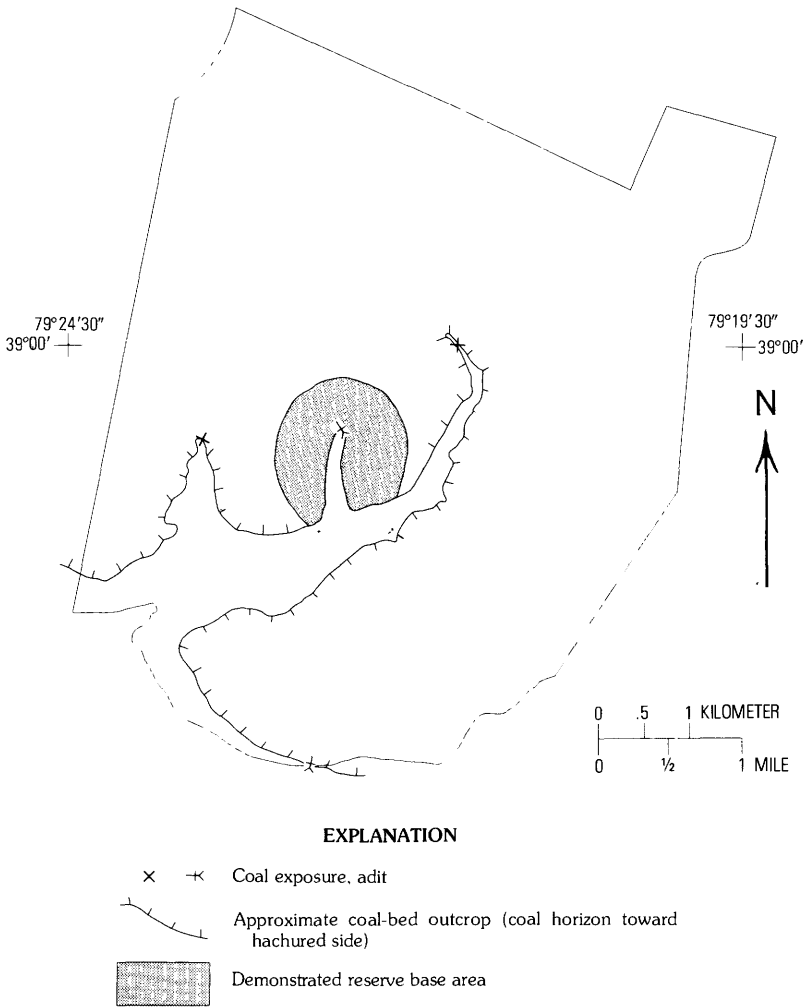 79°24'30"
39°00'
79°19'30"
39°00'
N
0 .5 1 KILOMETER
0 ½ 1 MILE
EXPLANATION
Coal exposure, adit
Approximate coal-bed outcrop (coal horizon toward
hachured side)
Demonstrated reserve base area